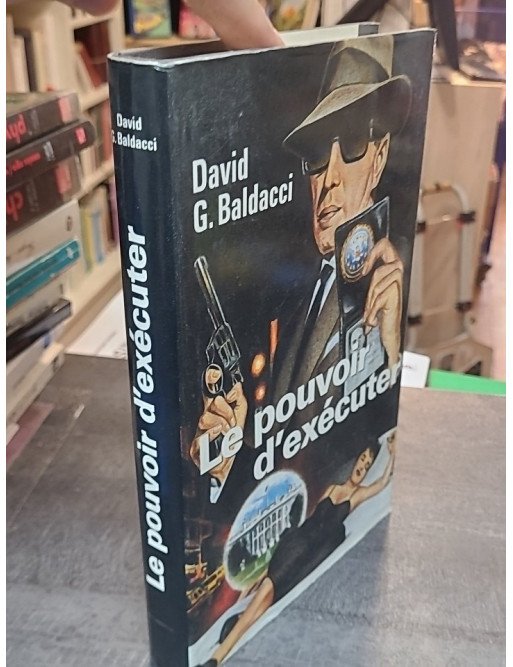 David
G. Baldacci
Le pouvoir d'exécuter
David
G. Baldacci
Le pouvoir
d'exécuter